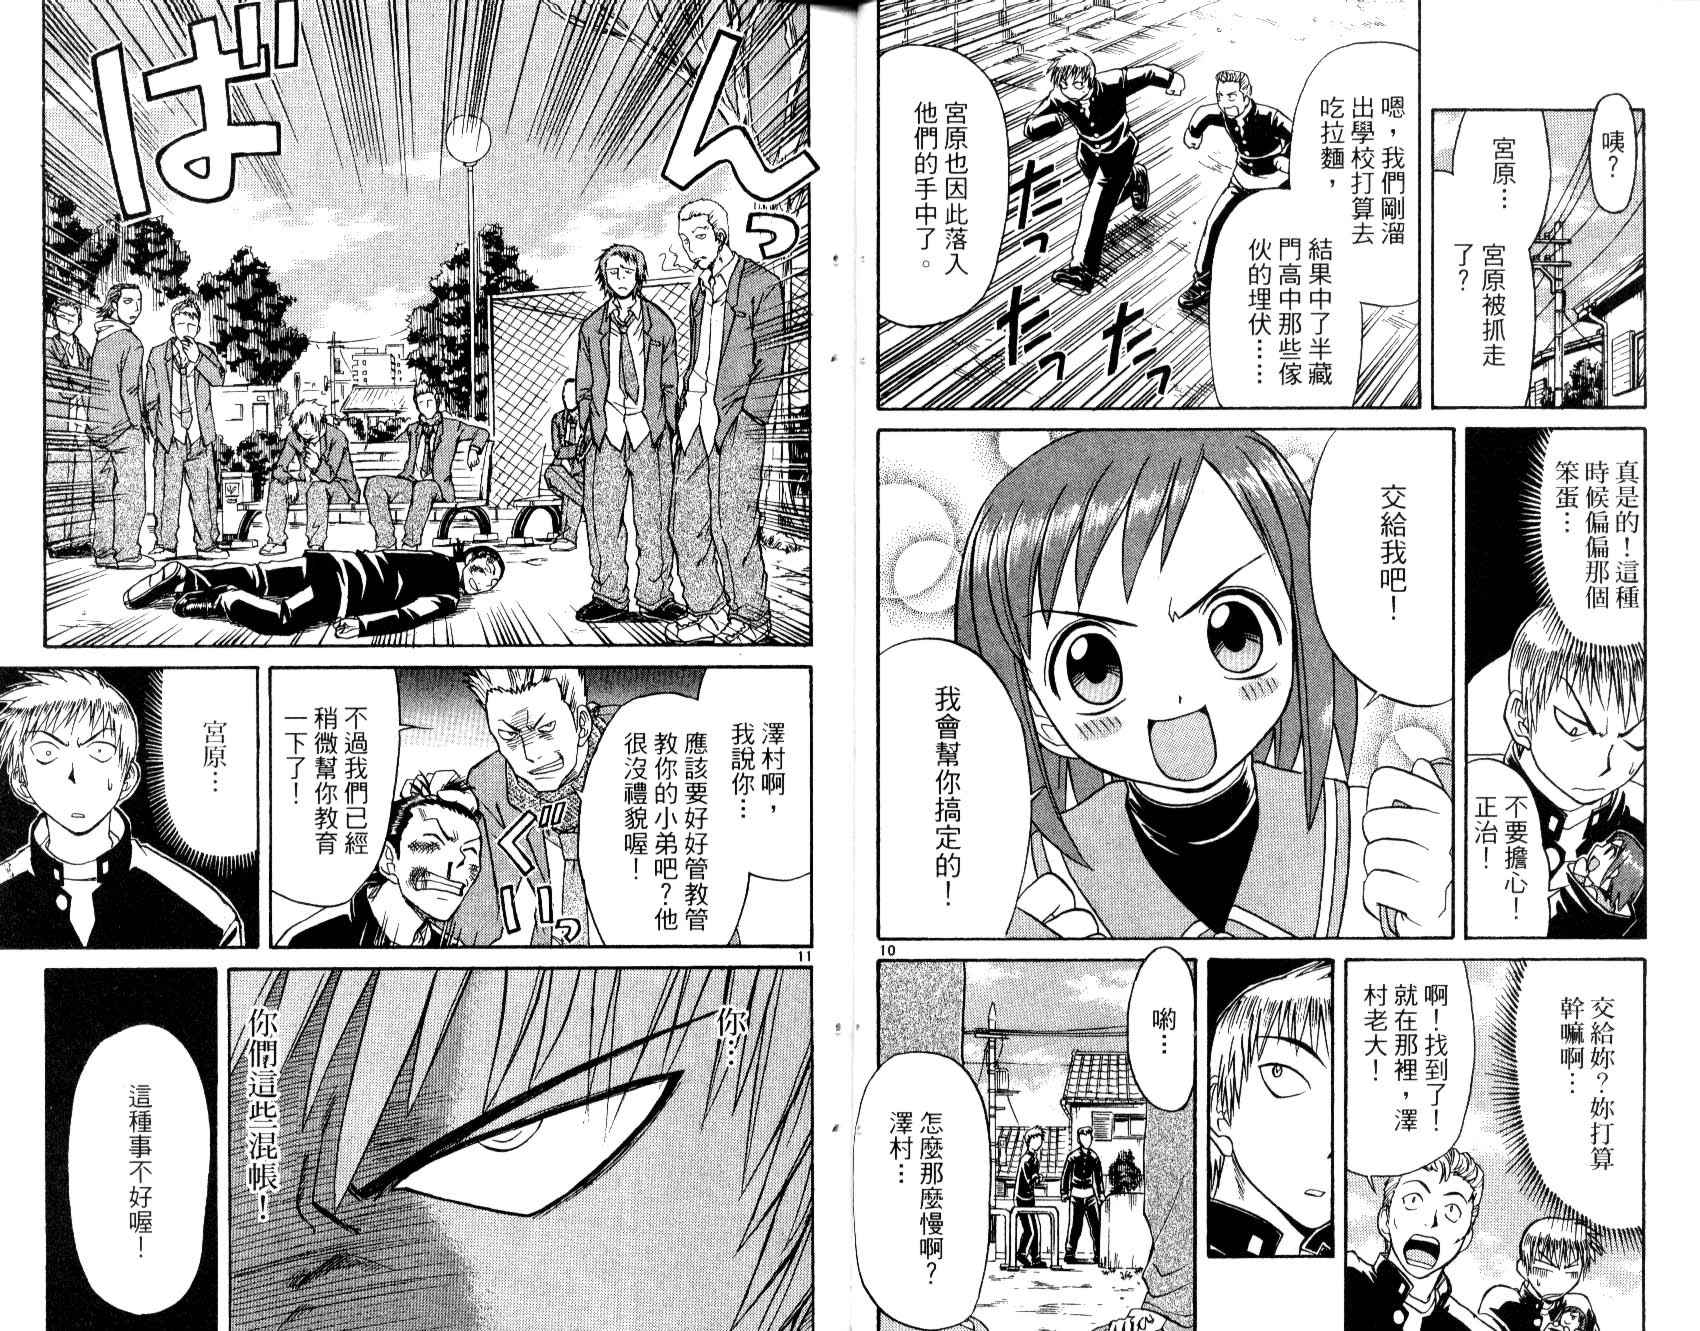 咦？
宮原…
宮原被抓走
了？
嗯，我們剛溜
出學校打算去
吃拉麵，
結果中了半藏
門高中那些傢
伙的埋伏……
宮原也因此落入
他們的手中了。
たっ
たっ
真是的！這種
時候偏偏那個
笨蛋…
不要擔心！
正治！
交給我吧！
我會幫你搞定的！
交給妳？妳打算
幹嘛啊…
啊！找到了！
就在那裡，澤
村老大！
喲…
怎麼那麼慢啊？
澤村…
10
ばんっ
澤村啊，
我說你…
應該要好好管教管
教你的小弟吧？他
很沒禮貌喔！
ぐいっ
不過我們已經
稍微幫你教育
一下了！
宮原…
11
你…
你們這些混帳！
這種事不好喔！